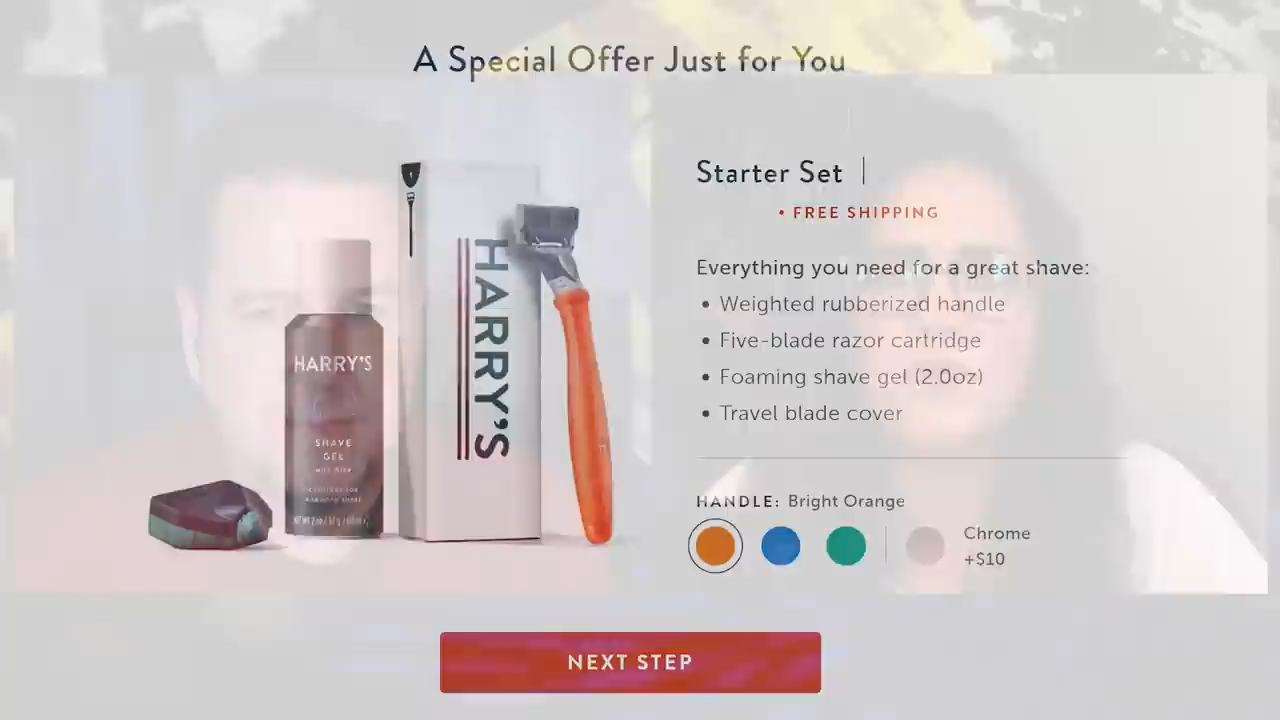 A Special Offer Just for You
Starter Set
• FREE SHIPPING
Everything you need for a great shave:
• Weighted rubberized handle
• Five-blade razor cartridge
• Foaming shave gel (2.0oz)
• Travel blade cover
HANDLE: Bright Orange
Chrome
+$10
HARRY'S
HARRY'S
SHAVE
GEL
NEXT STEP